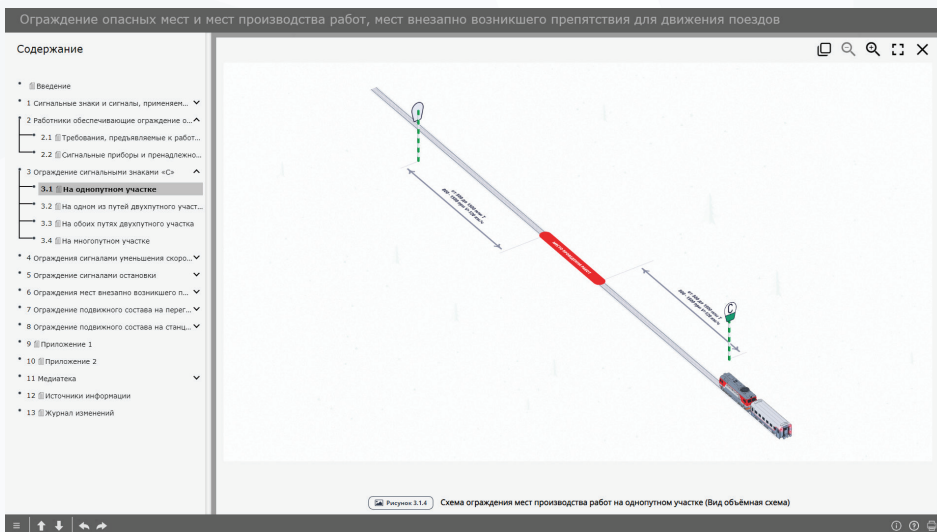 Ограждение опасных мест и мест производства работ, мест внезапно возникшего препятствия для движения поездов
Содержание
Введение
1 Сигнальные знаки и сигналы, применяем...
2 Работники обеспечивающие ограждение о...
2.1 Требования, предъявляемые к работ...
2.2 Сигнальные приборы и пренадлежно...
3 Ограждение сигнальными знаками «С»
3.1 На однопутном участке
3.2 На одном из путей двухпутного участ...
3.3 На обоих путях двухпутного участка
3.4 На многопутном участке
4 Ограждения сигналами уменьшения скоро...
5 Ограждение сигналами остановки
6 Ограждения мест внезапно возникшего п...
7 Ограждение подвижного состава на перег...
8 Ограждение подвижного состава на станц...
9 Приложение 1
10 Приложение 2
11 Медиатека
12 Источники информации
13 Журнал изменений
МЕСТО ПРОИЗВОДСТВА РАБОТ
С
Рисунок 3.1.4 Схема ограждения мест производства работ на однопутном участке (Вид объёмная схема)